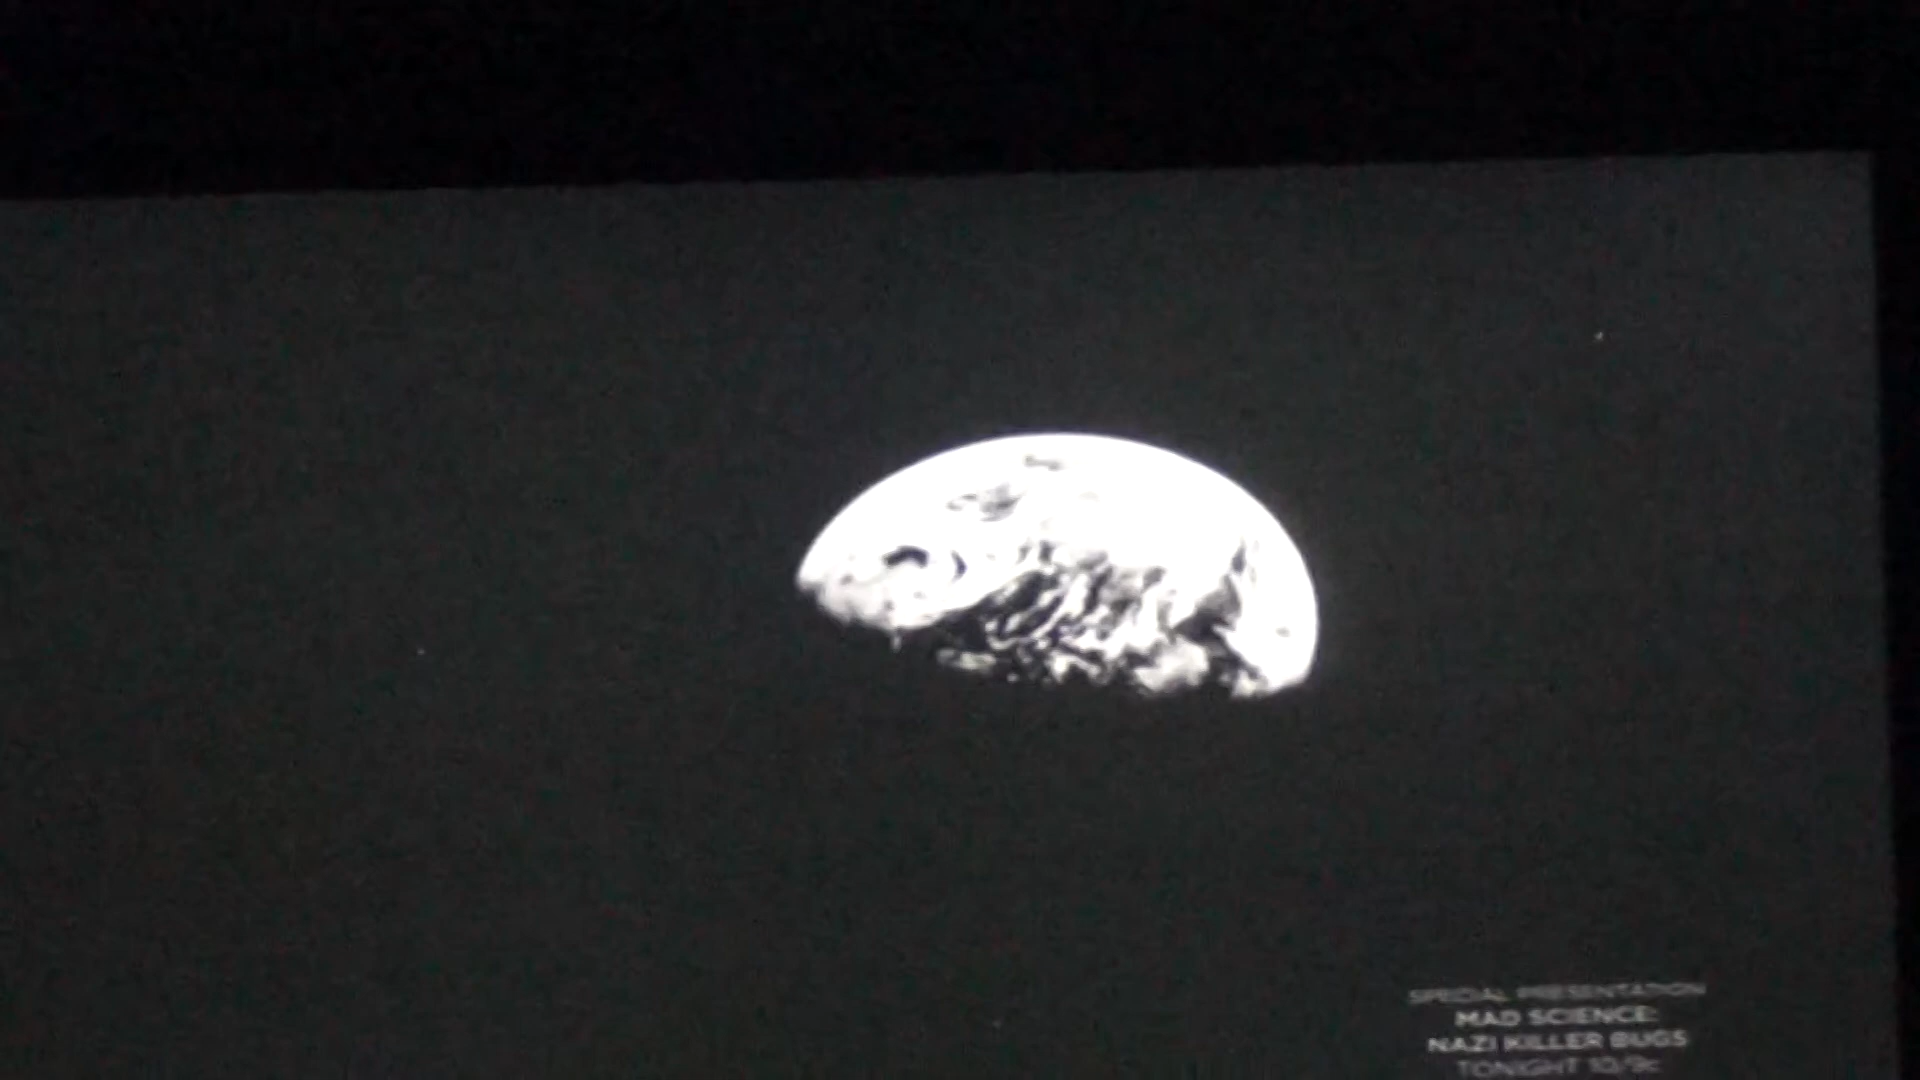 SPECIAL PRESENTATION
MAD SCIENCE:
NAZI KILLER BUGS
TONIGHT 10/9c